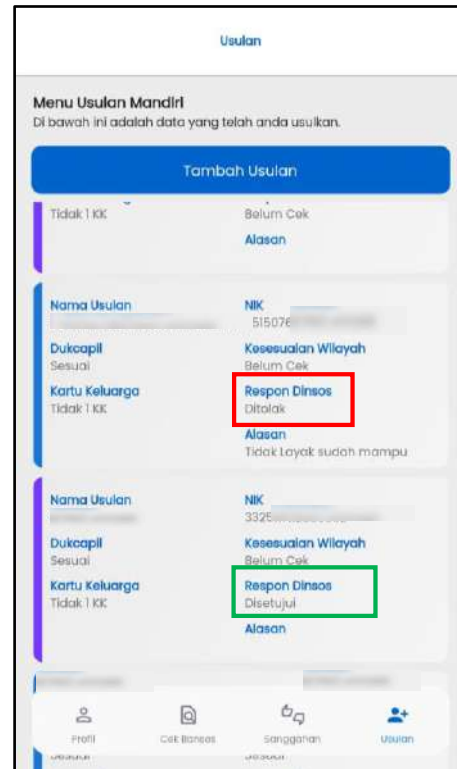 Usulan
Menu Usulan Mandiri
Di bawah ini adalah data yang telah anda usulkan.
Tambah Usulan
Tidak 1 KK
Belum Cek
Alasan
Nama Usulan
NIK
51507
Dukcapil
Kesesuaian Wilayah
Sesuai
Belum Cek
Kartu Keluarga
Respon Dinsos
Tidak 1 KK
Ditolak
Alasan
Tidak Layak sudah mampu
Nama Usulan
NIK
3325
Dukcapil
Kesesuaian Wilayah
Sesuai
Belum Cek
Kartu Keluarga
Respon Dinsos
Tidak 1 KK
Disetujui
Alasan
Profil
Cek Bansos
Sanggahan
Usulan